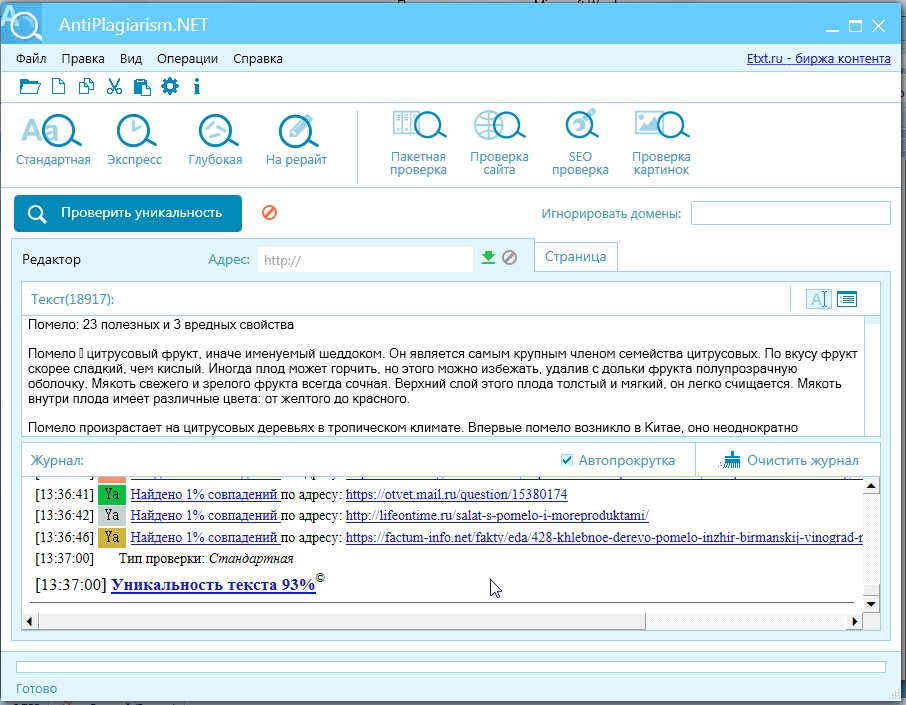 AntiPlagiarism.NET
Файл Правка Вид Операции Справка Etxt.ru - биржа контента
Стандартная Экспресс Глубокая На рерайт Пакетная проверка Проверка сайта SEO проверка Проверка картинок
Проверить уникальность Игнорировать домены:
Редактор Адрес: http:// Страница
Текст(18917):
Помело: 23 полезных и 3 вредных свойства
Помело цитрусовый фрукт, иначе именуемый шеддоком. Он является самым крупным членом семейства цитрусовых. По вкусу фрукт
скорее сладкий, чем кислый. Иногда плод может горчить, но этого можно избежать, удалив с дольки фрукта полупрозрачную
оболочку. Мякоть свежего и зрелого фрукта всегда сочная. Верхний слой этого плода толстый и мягкий, он легко счищается. Мякоть
внутри плода имеет различные цвета: от желтого до красного.
Помело произрастает на цитрусовых деревьях в тропическом климате. Впервые помело возникло в Китае, оно неоднократно
Журнал: Автопрокрутка Очистить журнал
[13:36:41] Ya Найдено 1% совпадений по адресу: https://otvet.mail.ru/question/15380174
[13:36:42] Ya Найдено 1% совпадений по адресу: http://lifeontime.ru/salat-s-pomelo-i-moreproduktami/
[13:36:46] Ya Найдено 1% совпадений по адресу: https://factum-info.net/fakty/eda/428-khlebnoe-derevo-pomelo-inzhir-birmanskij-vinograd-r
[13:37:00] Тип проверки: Стандартная
[13:37:00] Уникальность текста 93%©
Готово